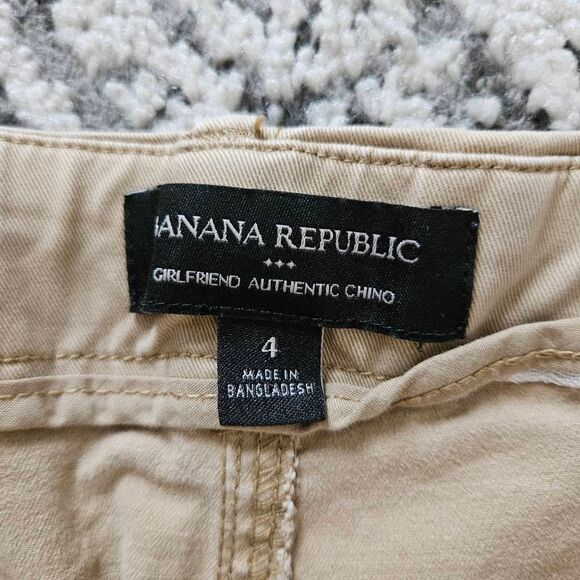 BANANA REPUBLIC
GIRLFRIEND AUTHENTIC CHINO
4
MADE IN
BANGLADESH